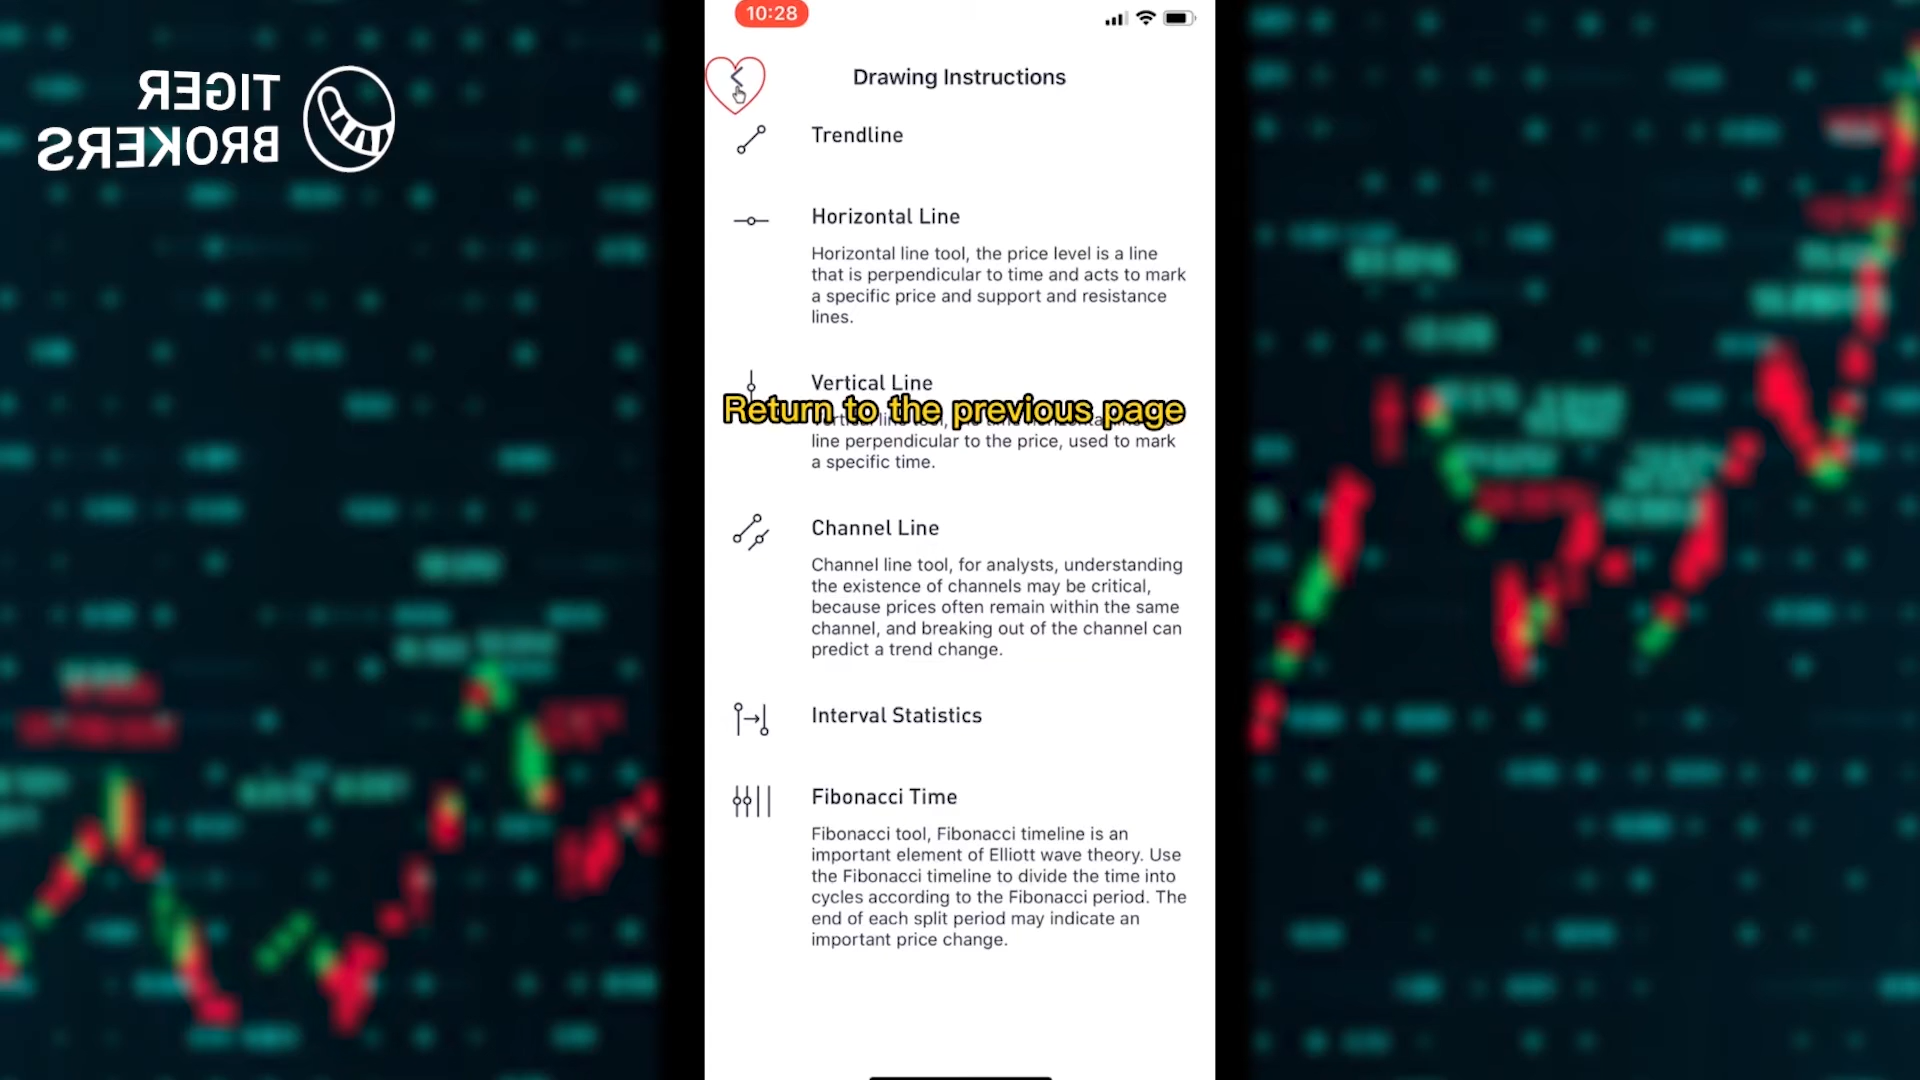 TIGER
BROKERS
10:28
Drawing Instructions
Trendline
Horizontal Line
Horizontal line tool, the price level is a line
that is perpendicular to time and acts to mark
a specific price and support and resistance
lines.
Vertical Line
Return to the previous page
line perpendicular to the price, used to mark
a specific time.
Channel Line
Channel line tool, for analysts, understanding
the existence of channels may be critical,
because prices often remain within the same
channel, and breaking out of the channel can
predict a trend change.
Interval Statistics
Fibonacci Time
Fibonacci tool, Fibonacci timeline is an
important element of Elliott wave theory. Use
the Fibonacci timeline to divide the time into
cycles according to the Fibonacci period. The
end of each split period may indicate an
important price change.